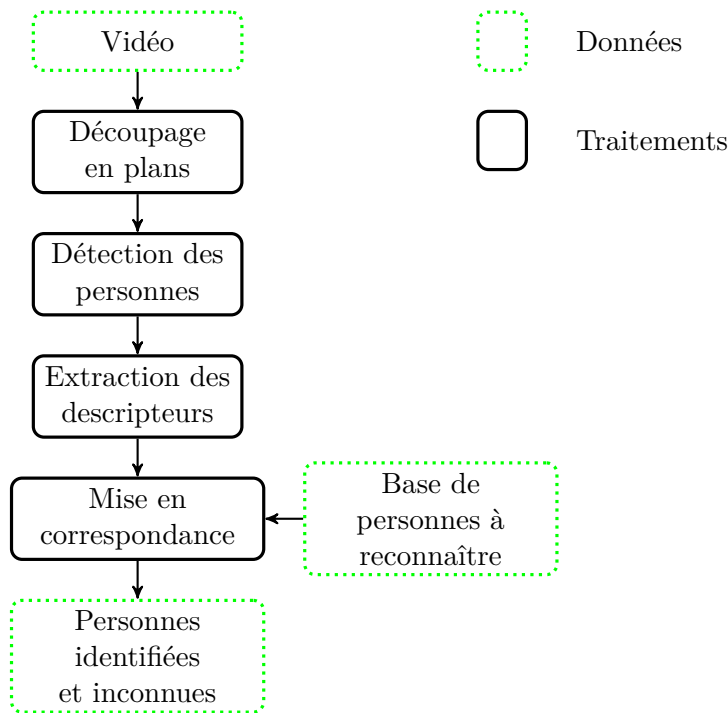 Vidéo
Données
Découpage
en plans
Traitements
Détection des
personnes
Extraction des
descripteurs
Mise en
correspondance
Base de
personnes à
reconnaître
Personnes
identifiées
et inconnues